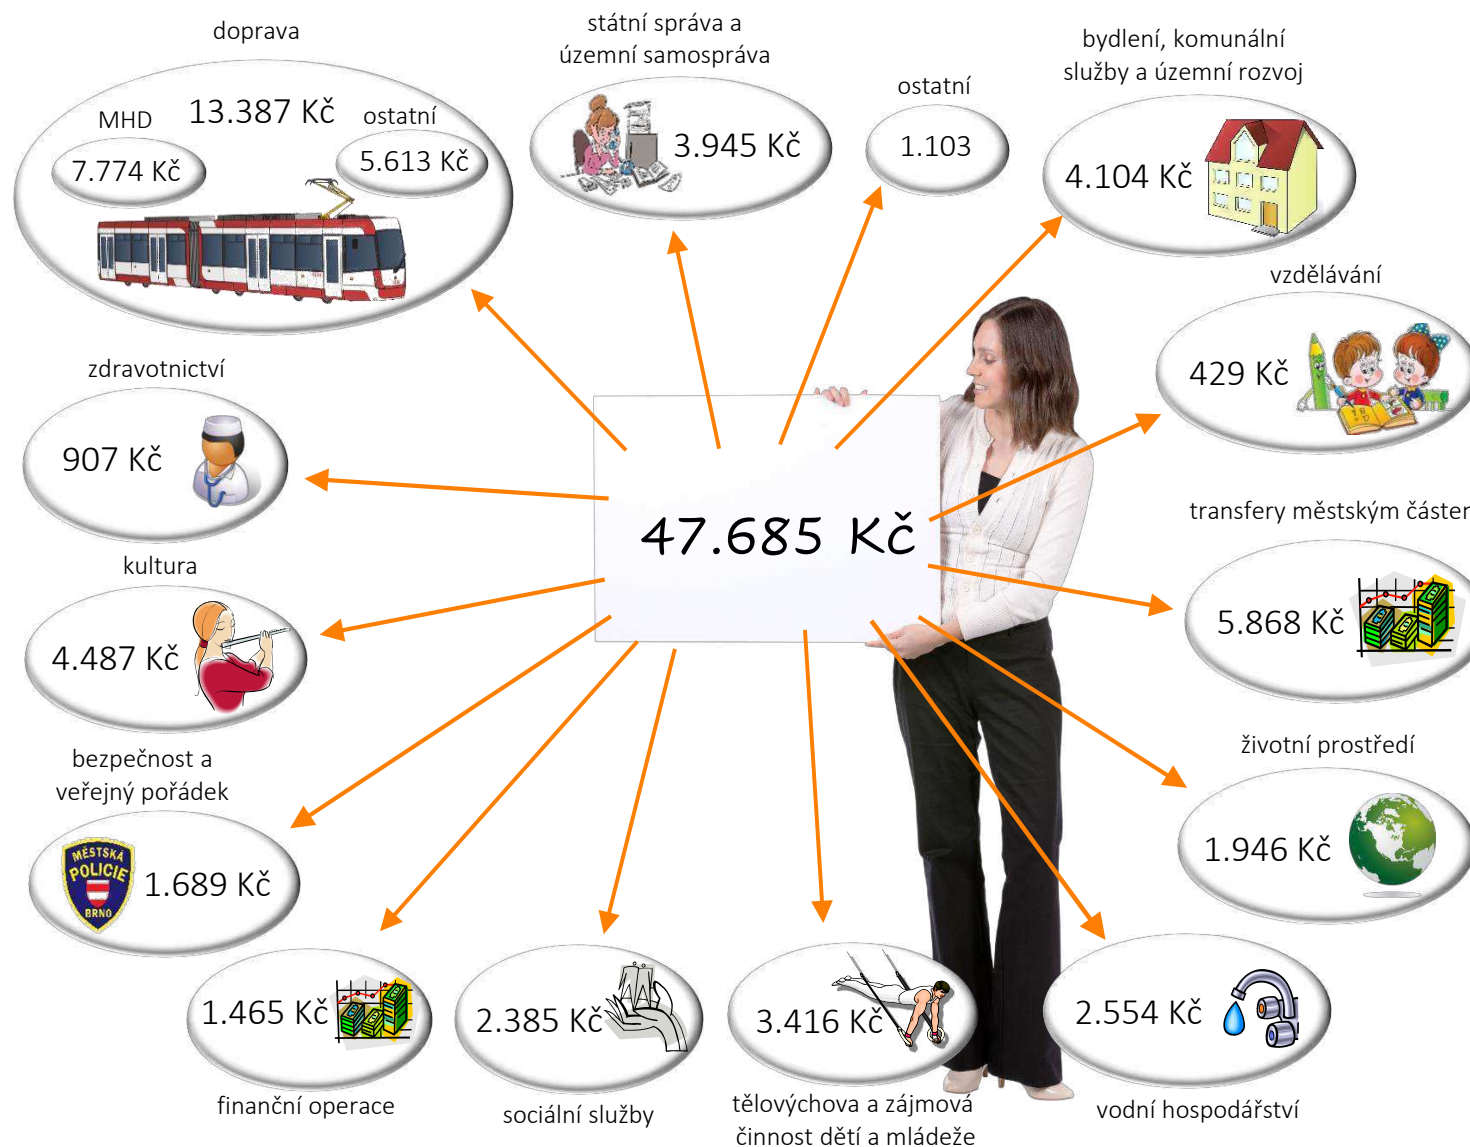 doprava
13.387 Kč
MHD
7.774 Kč
ostatní
5.613 Kč
státní správa a
územní samospráva
3.945 Kč
ostatní
1.103
bydlení, komunální
služby a územní rozvoj
4.104 Kč
vzdělávání
429 Kč
zdravotnictví
907 Kč
47.685 Kč
transfery městským částem
5.868 Kč
kultura
4.487 Kč
životní prostředí
1.946 Kč
bezpečnost a
veřejný pořádek
MĚSTSKÁ
POLICIE
BRNO
1.689 Kč
1.465 Kč
finanční operace
2.385 Kč
sociální služby
3.416 Kč
tělovýchova a zájmová
činnost dětí a mládeže
2.554 Kč
vodní hospodářství